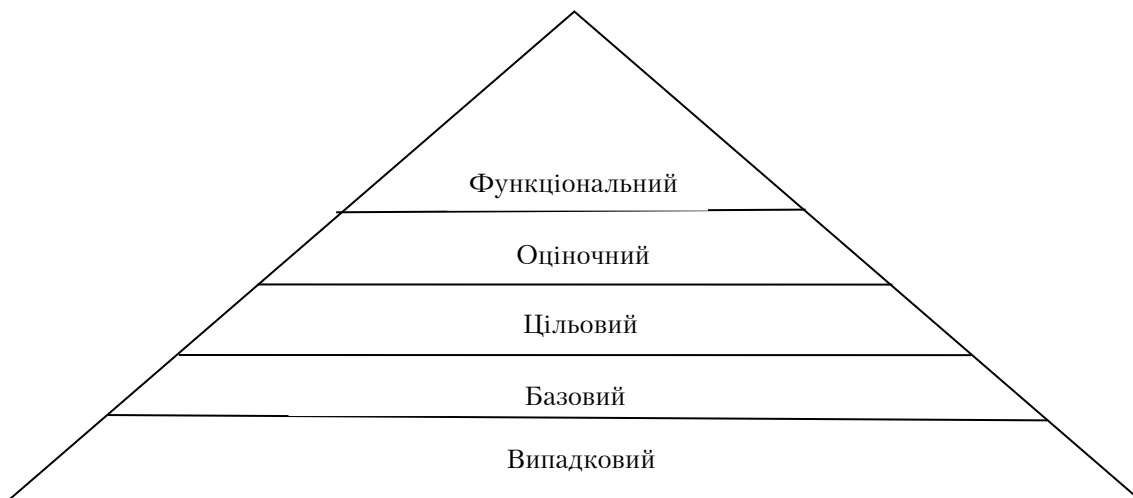 Функціональний
Оціночний
Цільовий
Базовий
Випадковий